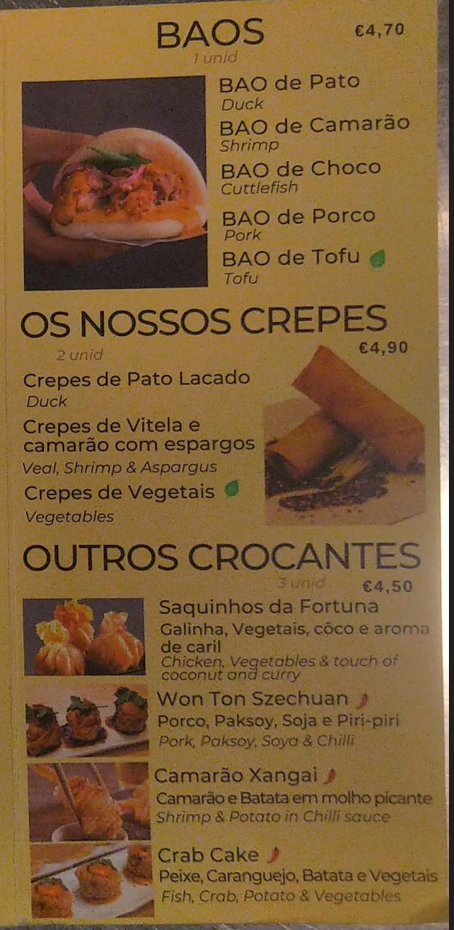 BAOS €4,70
1 unid
BAO de Pato
Duck
BAO de Camarão
Shrimp
BAO de Choco
Cuttlefish
BAO de Porco
Pork
BAO de Tofu
Tofu
OS NOSSOS CREPES
2 unid €4,90
Crepes de Pato Lacado
Duck
Crepes de Vitela e
camarão com espargos
Veal, Shrimp & Aspargus
Crepes de Vegetais
Vegetables
OUTROS CROCANTES
3 unid €4,50
Saquinhos da Fortuna
Galinha, Vegetais, côco e aroma
de caril
Chicken, Vegetables & touch of
coconut and curry
Won Ton Szechuan
Porco, Paksoy, Soja e Piri-piri
Pork, Paksoy, Soya & Chilli
Camarão Xangai
Camarão e Batata em molho picante
Shrimp & Potato in Chilli sauce
Crab Cake
Peixe, Caranguejo, Batata e Vegetais
Fish, Crab, Potato & Vegetables